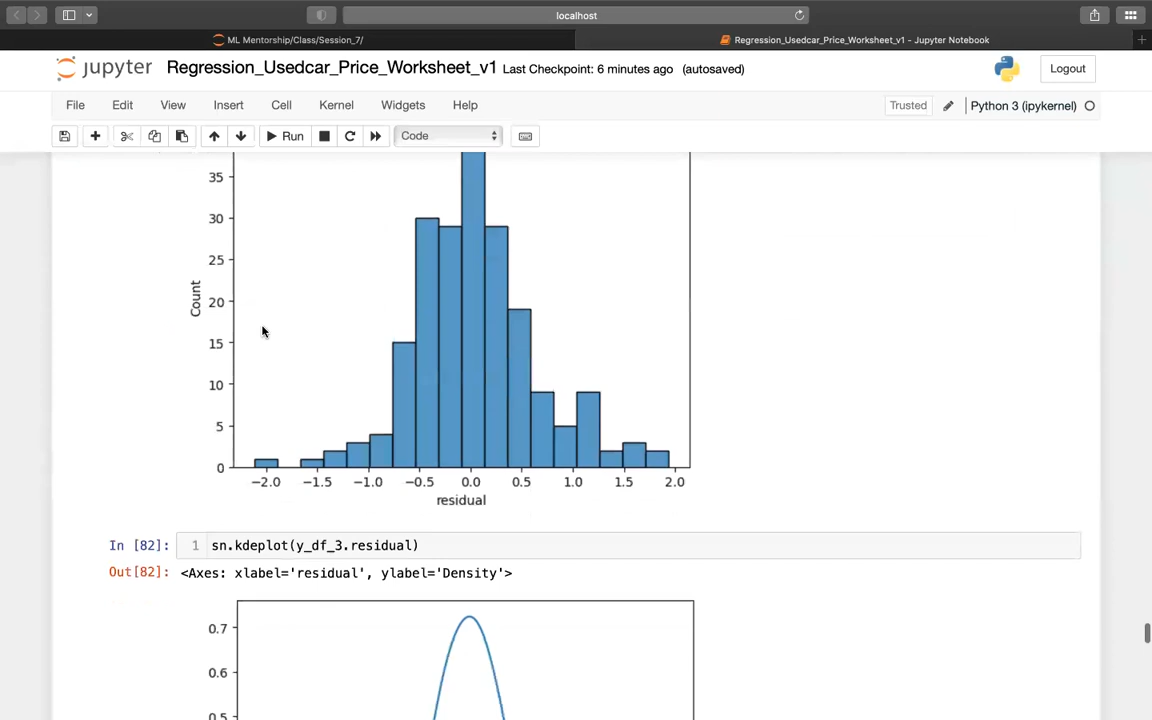 localhost
ML Mentorship/Class/Session_7/
Regression_Usedcar_Price_Worksheet_v1 - Jupyter Notebook
jupyter
Regression_Usedcar_Price_Worksheet_v1
Last Checkpoint: 6 minutes ago (autosaved)
Logout
File
Edit
View
Insert
Cell
Kernel
Widgets
Help
Trusted
Python 3 (ipykernel)
Run
Code
35
30
25
20
15
10
5
0
Count
−2.0 −1.5 −1.0 −0.5 0.0 0.5 1.0 1.5 2.0
residual
In [82]: 1 sn.kdeplot(y_df_3.residual)
Out[82]: <Axes: xlabel='residual', ylabel='Density'>
0.7
0.6
0.5